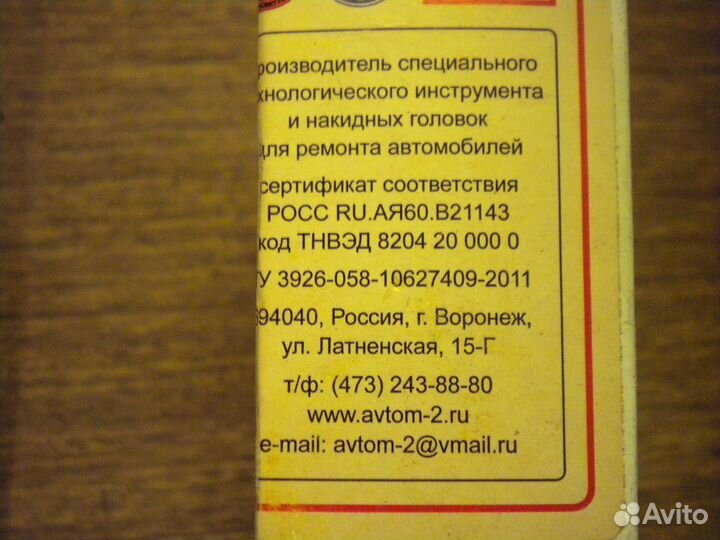 роизводитель специального
хнологического инструмента
и накидных головок
для ремонта автомобилей
сертификат соответствия
РОСС RU.АЯ60.В21143
код ТНВЭД 8204 20 000 0
ТУ 3926-058-10627409-2011
394040, Россия, г. Воронеж,
ул. Латненская, 15-Г
т/ф: (473) 243-88-80
www.avtom-2.ru
e-mail: avtom-2@vmail.ru
Avito